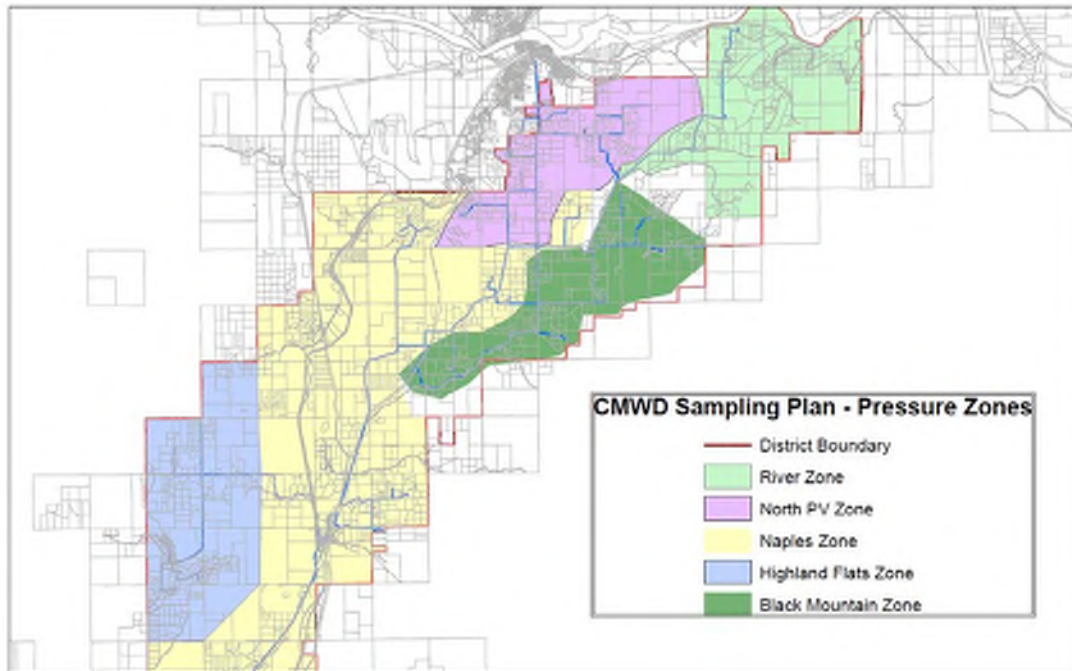 CMWD Sampling Plan - Pressure Zones
District Boundary
River Zone
North PV Zone
Naples Zone
Highland Flats Zone
Black Mountain Zone